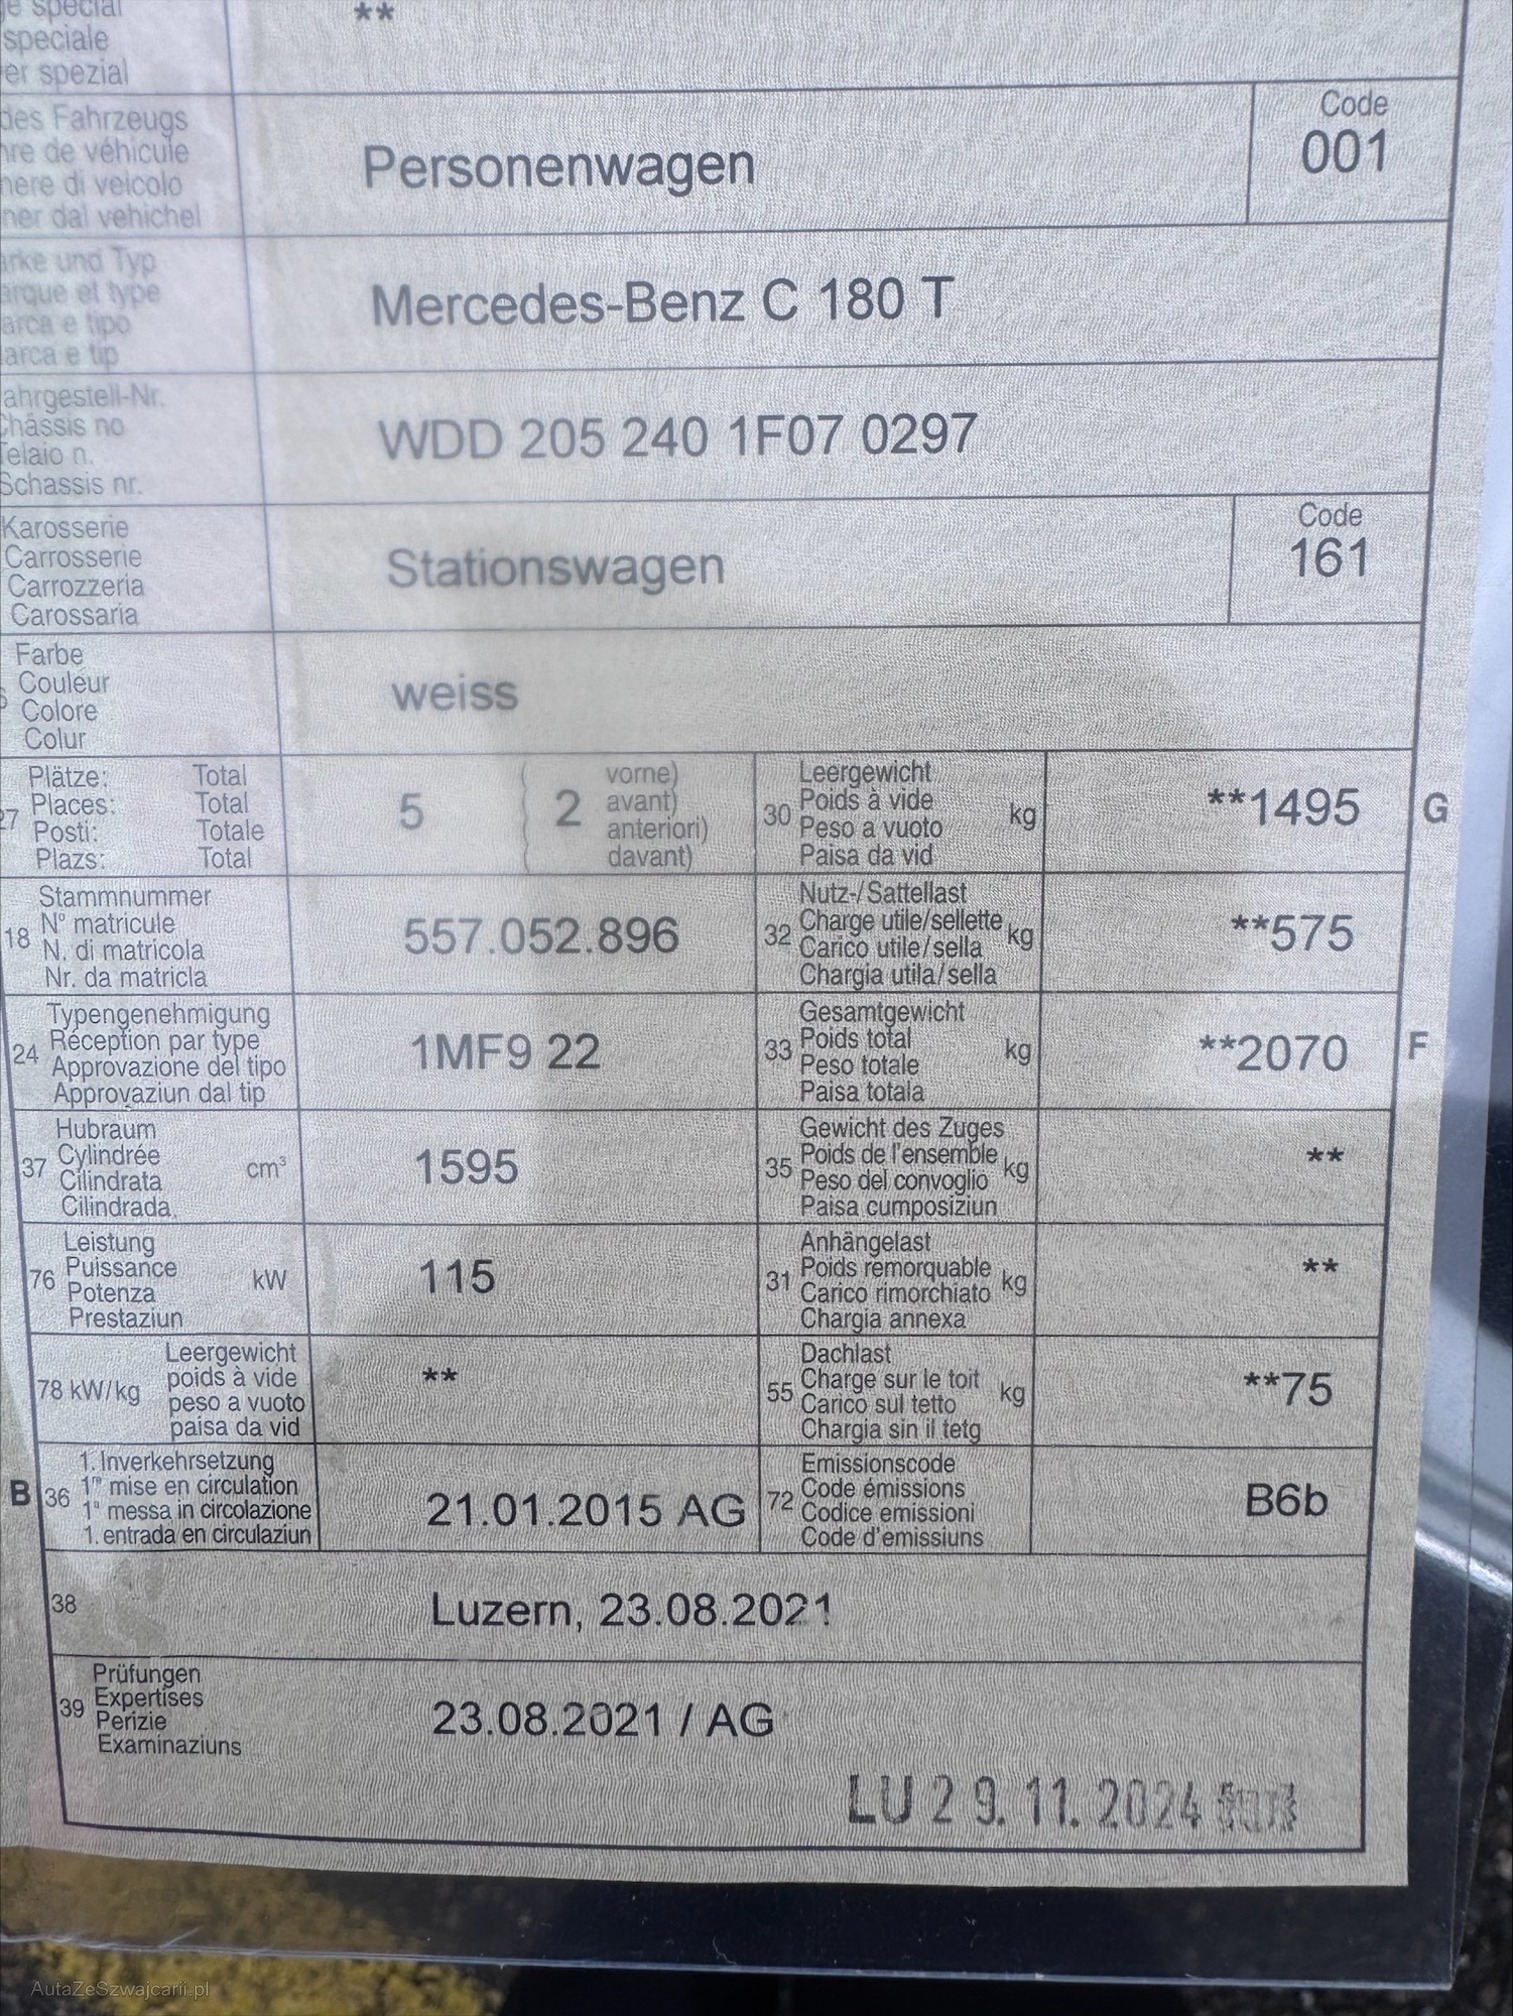 special
**
speciale
er spezial
des Fahrzeugs
Code
de véhicule
Personenwagen
001
di veicolo
dal vehichel
und Typ
et type
Mercedes-Benz C 180 T
e tipo
e tip
Fahrgestell-Nr.
Châssis no
WDD 205 240 1F07 0297
Telaio n.
Schassis nr.
Karosserie
Code
Carrosserie
Stationswagen
161
Carrozzeria
Carossaria
Farbe
Couleur
weiss
Colore
Colur
27
Plätze: Total
Places: Total
Posti: Totale
Plazs: Total
5
( 2 vorne)
( avant)
( anteriori)
( davant)
30
Leergewicht
Poids à vide kg
Peso a vuoto
Paisa da vid
**1495
G
18
Stammnummer
N° matricule
N. di matricola
Nr. da matricla
557.052.896
32
Nutz-/Sattellast
Charge utile/sellette kg
Carico utile/sella
Chargia utila/sella
**575
24
Typengenehmigung
Réception par type
Approvazione del tipo
Approvaziun dal tip
1MF9 22
33
Gesamtgewicht
Poids total kg
Peso totale
Paisa totala
**2070
F
37
Hubraum
Cylindrée cm³
Cilindrata
Cilindrada
1595
35
Gewicht des Zuges
Poids de l'ensemble kg
Peso del convoglio
Paisa cumposiziun
**
76
Leistung
Puissance kW
Potenza
Prestaziun
115
31
Anhängelast
Poids remorquable kg
Carico rimorchiato
Chargia annexa
**
78 kW/kg
Leergewicht
poids à vide
peso a vuoto
paisa da vid
**
55
Dachlast
Charge sur le toit kg
Carico sul tetto
Chargia sin il tetg
**75
B 36
1. Inverkehrsetzung
1re mise en circulation
1a messa in circolazione
1. entrada en circulaziun
21.01.2015 AG
72
Emissionscode
Code émissions
Codice emissioni
Code d'emissiuns
B6b
38
Luzern, 23.08.2021
39
Prüfungen
Expertises
Perizie
Examinaziuns
23.08.2021 / AG
LU 29.11.2024
AutaZeSzwajcarii.pl